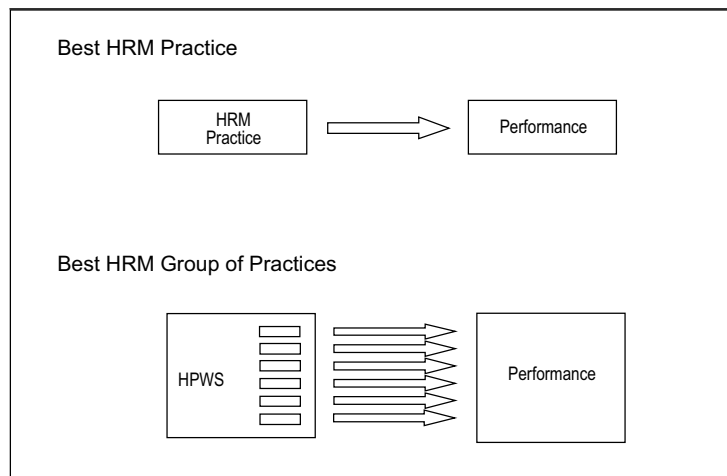 Best HRM Practice
HRM
Practice
Performance
Best HRM Group of Practices
HPWS
Performance